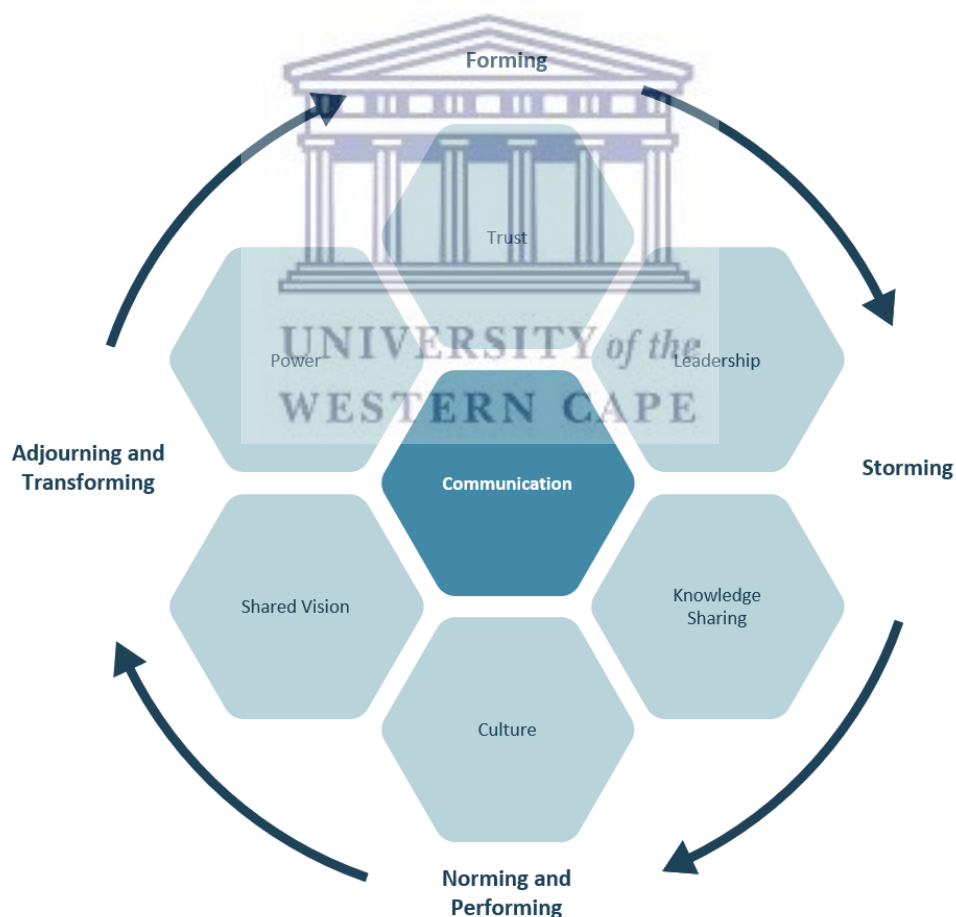 Forming
Trust
Power
UNIVERSITY of the
Leadership
WESTERN CAPE
Adjourning and
Transforming
Communication
Storming
Shared Vision
Knowledge
Sharing
Culture
Norming and
Performing